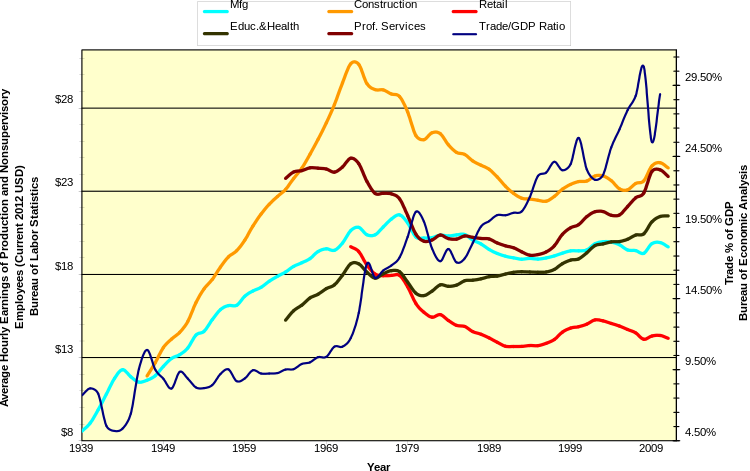 Mfg Construction Retail
Educ.&Health Prof. Services Trade/GDP Ratio
Average Hourly Earnings of Production and Nonsupervisory
Employees (Current 2012 USD)
Bureau of Labor Statistics
$28
$23
$18
$13
$8
29.50%
24.50%
19.50%
14.50%
9.50%
4.50%
Trade % of GDP
Bureau of Economic Analysis
1939 1949 1959 1969 1979 1989 1999 2009
Year